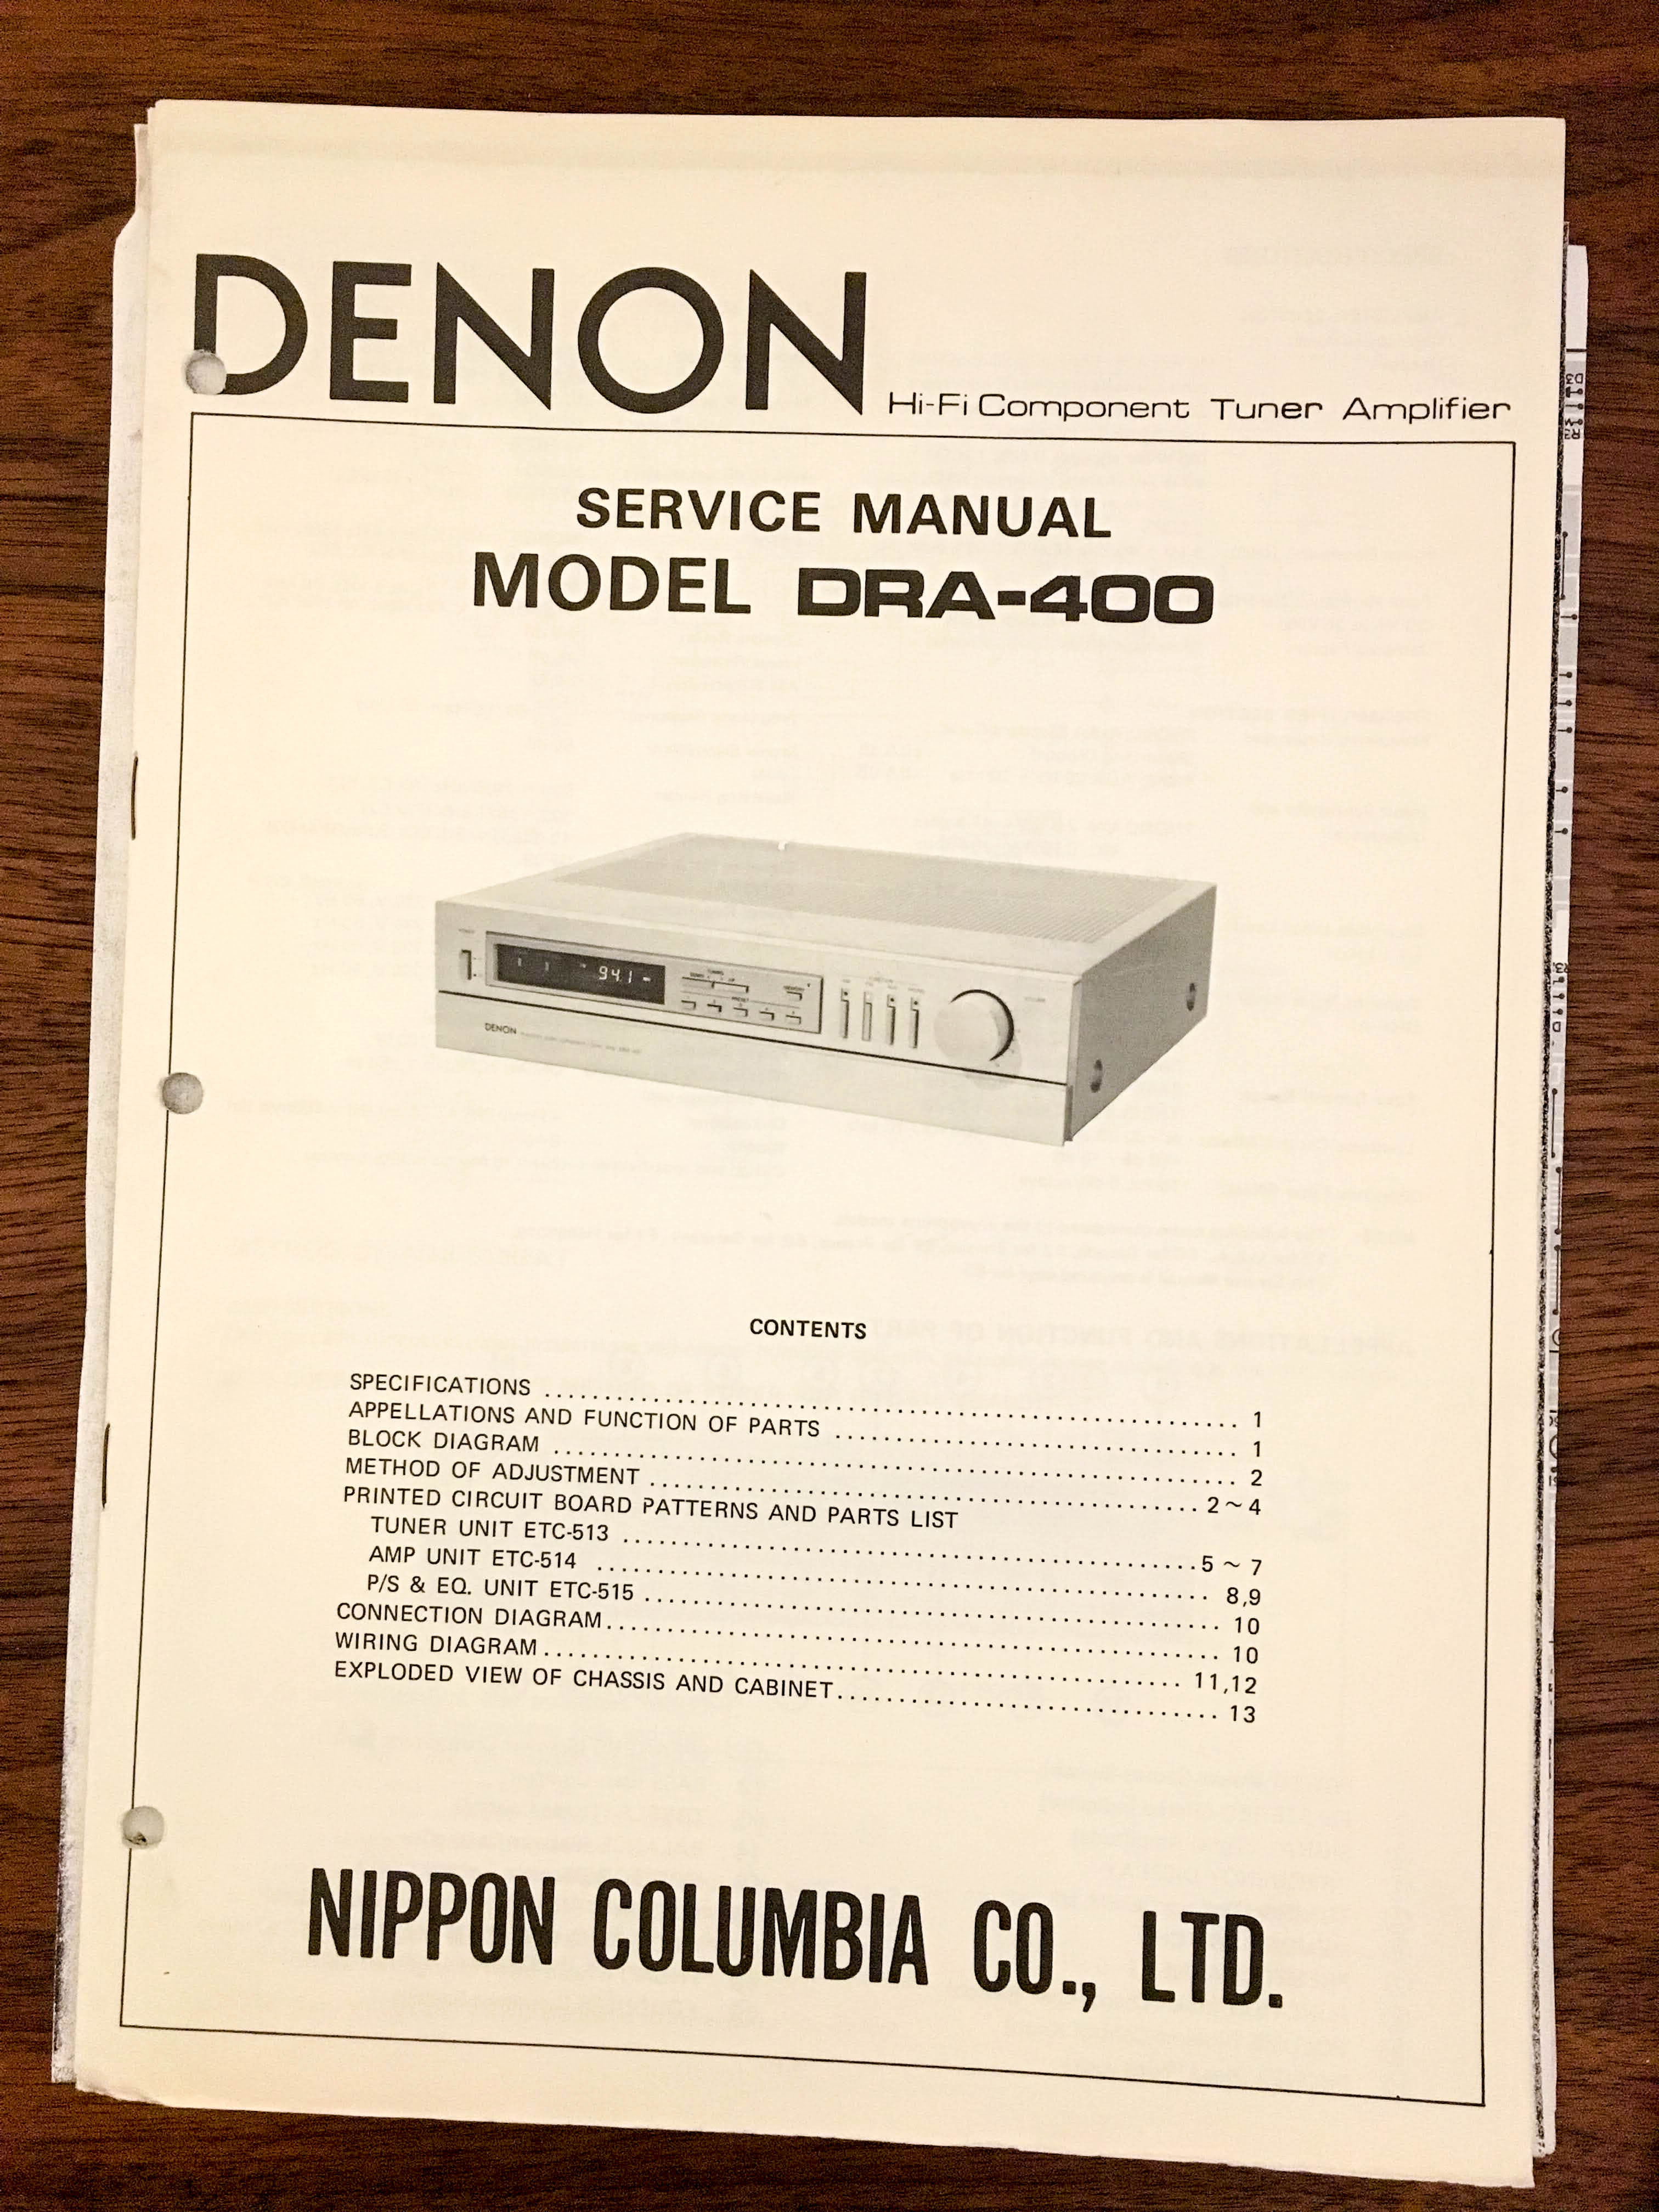 DENON
Hi-Fi Component Tuner Amplifier
SERVICE MANUAL
MODEL DRA-400
94.1
DENON
CONTENTS
SPECIFICATIONS ........ 1
APPELLATIONS AND FUNCTION OF PARTS ........ 1
BLOCK DIAGRAM ........ 2
METHOD OF ADJUSTMENT ........ 2 ~ 4
PRINTED CIRCUIT BOARD PATTERNS AND PARTS LIST
TUNER UNIT ETC-513 ........ 5 ~ 7
AMP UNIT ETC-514 ........ 8,9
P/S & EQ. UNIT ETC-515 ........ 10
CONNECTION DIAGRAM ........ 10
WIRING DIAGRAM ........ 11,12
EXPLODED VIEW OF CHASSIS AND CABINET ........ 13
NIPPON COLUMBIA CO., LTD.